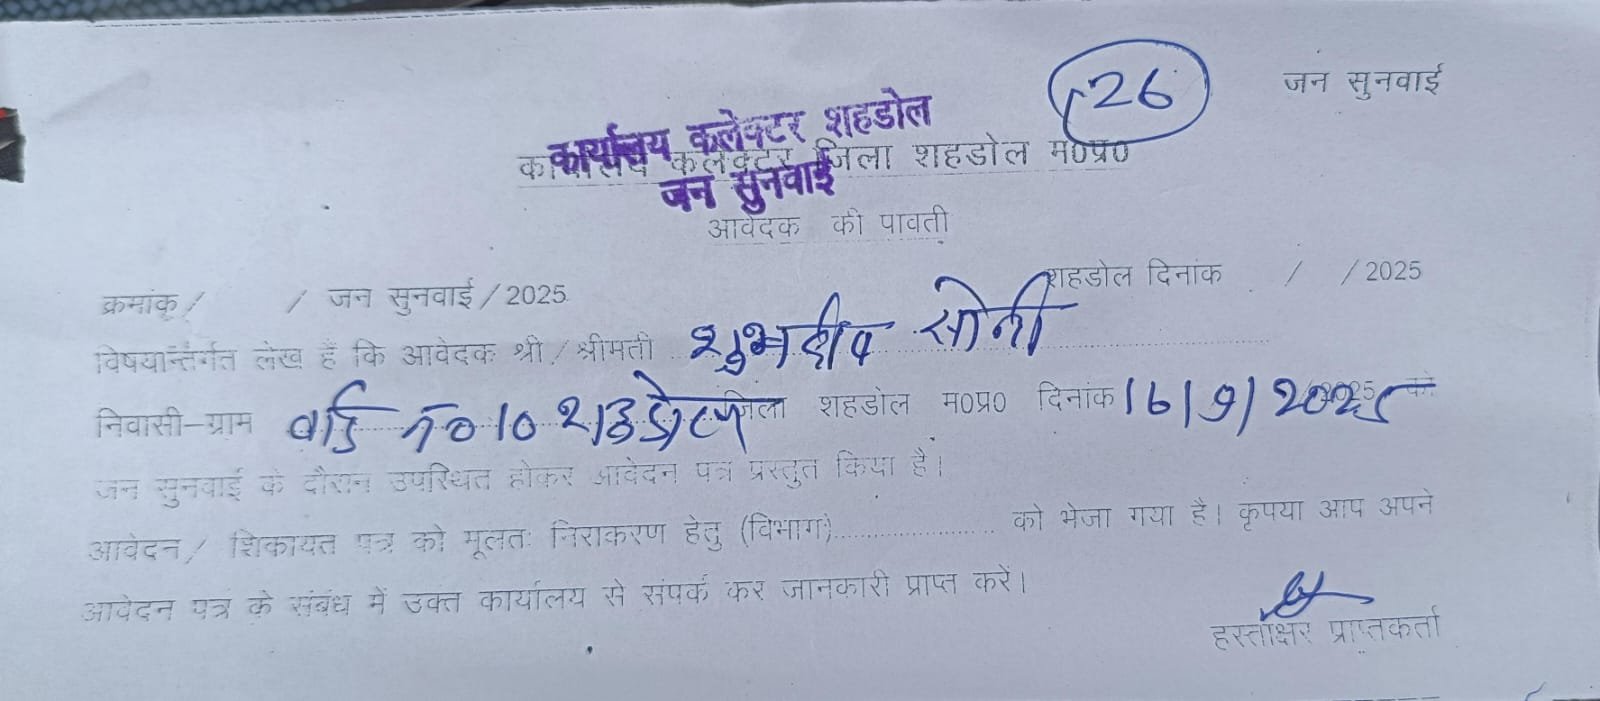 26
जन सुनवाई
कार्यालय कलेक्टर शहडोल
जन सुनवाई
कार्यालय कलेक्टर जिला शहडोल म0प्र0
आवेदक की पावती
शहडोल दिनांक / / 2025
क्रमांक / / जन सुनवाई / 2025
विषयान्तर्गत लेख है कि आवेदक श्री / श्रीमती शुभदीप सोनी
निवासी-ग्राम वार्ड नं0 10 शहडोल जिला शहडोल म0प्र0 दिनांक 16/9/2025 को
जन सुनवाई के दौरान उपस्थित होकर आवेदन पत्र प्रस्तुत किया है।
आवेदन / शिकायत पत्र को मूलतः निराकरण हेतु (विभाग).................... को भेजा गया है। कृपया आप अपने
आवेदन पत्र के संबंध में उक्त कार्यालय से संपर्क कर जानकारी प्राप्त करें।
हस्ताक्षर प्राप्तकर्ता